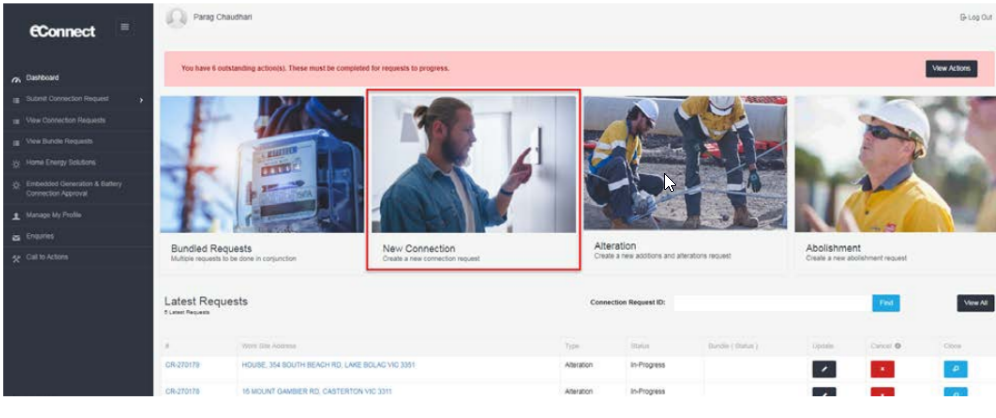 eConnect
Parag Chaudhari
Log Out
Dashboard
Submit Connection Request
View Connection Requests
View Bundle Requests
Home Energy Solutions
Embedded Generation & Battery
Connection Approval
Manage My Profile
Enquiries
Call to Actions
You have 6 outstanding action(s). These must be completed for requests to progress.
View Actions
Bundled Requests
Multiple requests to be done in conjunction
New Connection
Create a new connection request
Alteration
Create a new additions and alterations request
Abolishment
Create a new abolishment request
Latest Requests
5 Latest Requests
Connection Request ID:
Find
View All
# Work Site Address Type Status Bundle ( Status ) Update Cancel Clone
CR-270179 HOUSE, 354 SOUTH BEACH RD, LAKE BOLAC VIC 3351 Alteration In-Progress
CR-270178 16 MOUNT GAMBIER RD, CASTERTON VIC 3311 Alteration In-Progress